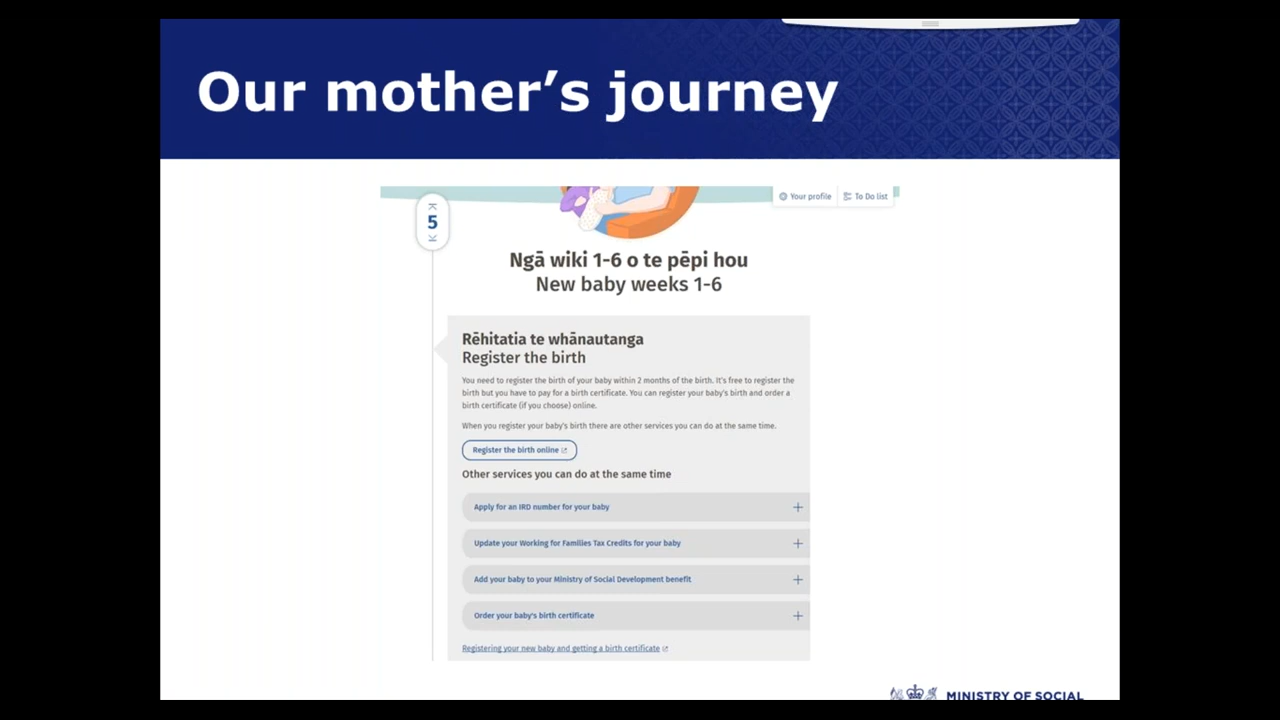 Our mother's journey
Your profile
To Do list
5
Ngā wiki 1-6 o te pēpi hou
New baby weeks 1-6
Rēhitatia te whānautanga
Register the birth
You need to register the birth of your baby within 2 months of the birth. It's free to register the
birth but you have to pay for a birth certificate. You can register your baby's birth and order a
birth certificate (if you choose) online.
When you register your baby's birth there are other services you can do at the same time.
Register the birth online
Other services you can do at the same time
Apply for an IRD number for your baby
Update your Working for Families Tax Credits for your baby
Add your baby to your Ministry of Social Development benefit
Order your baby's birth certificate
Registering your new baby and getting a birth certificate
MINISTRY OF SOCIAL